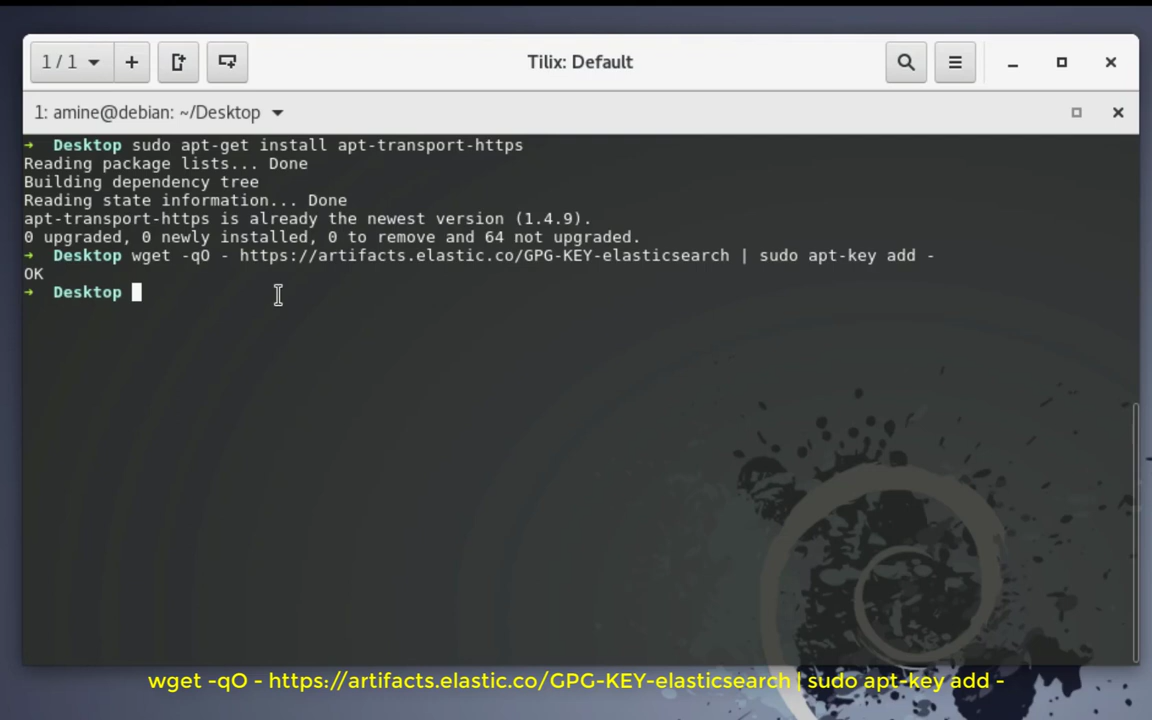 1 / 1
Tilix: Default
1: amine@debian: ~/Desktop
➜ Desktop sudo apt-get install apt-transport-https
Reading package lists... Done
Building dependency tree
Reading state information... Done
apt-transport-https is already the newest version (1.4.9).
0 upgraded, 0 newly installed, 0 to remove and 64 not upgraded.
➜ Desktop wget -qO - https://artifacts.elastic.co/GPG-KEY-elasticsearch | sudo apt-key add -
OK
➜ Desktop
wget -qO - https://artifacts.elastic.co/GPG-KEY-elasticsearch | sudo apt-key add -